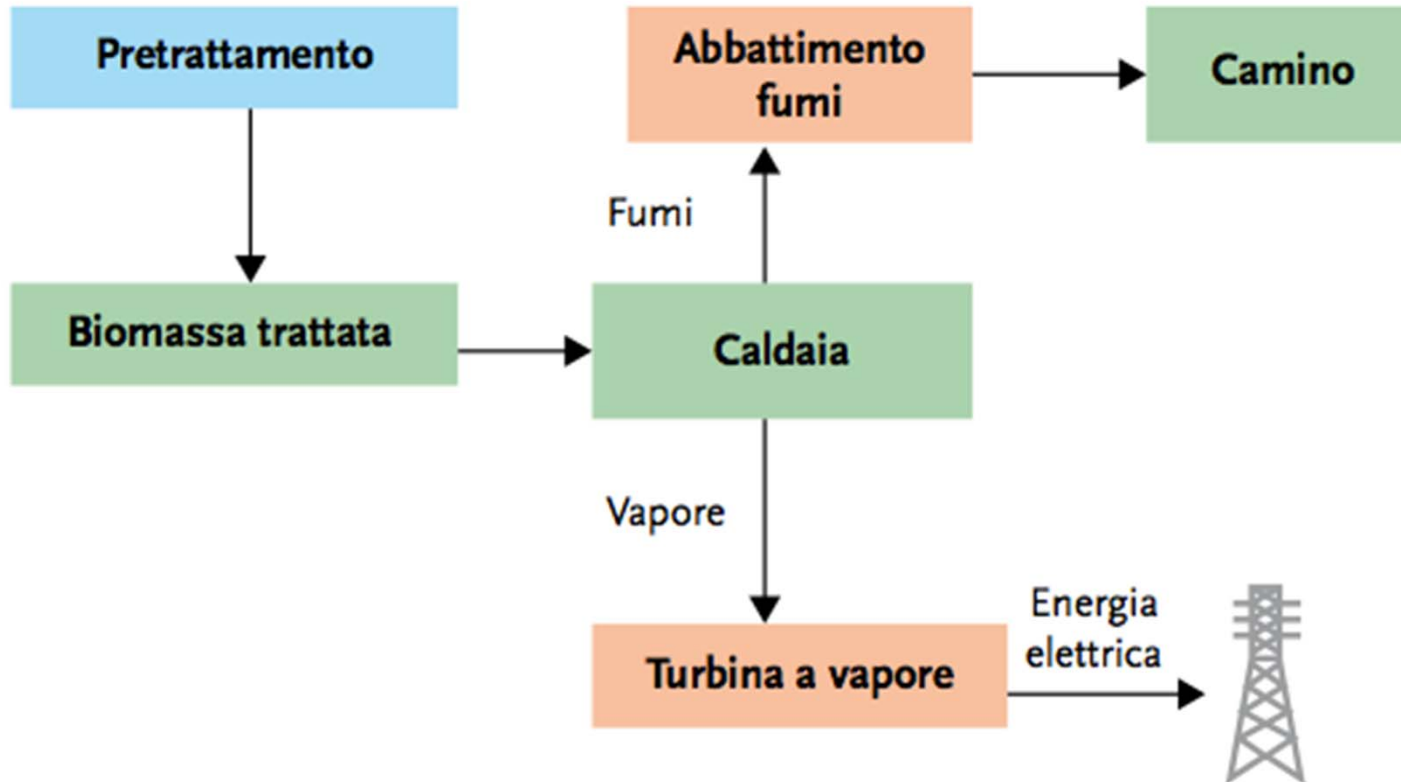 Pretrattamento
Abbattimento
fumi
Camino
Fumi
Biomassa trattata
Caldaia
Vapore
Energia
elettrica
Turbina a vapore